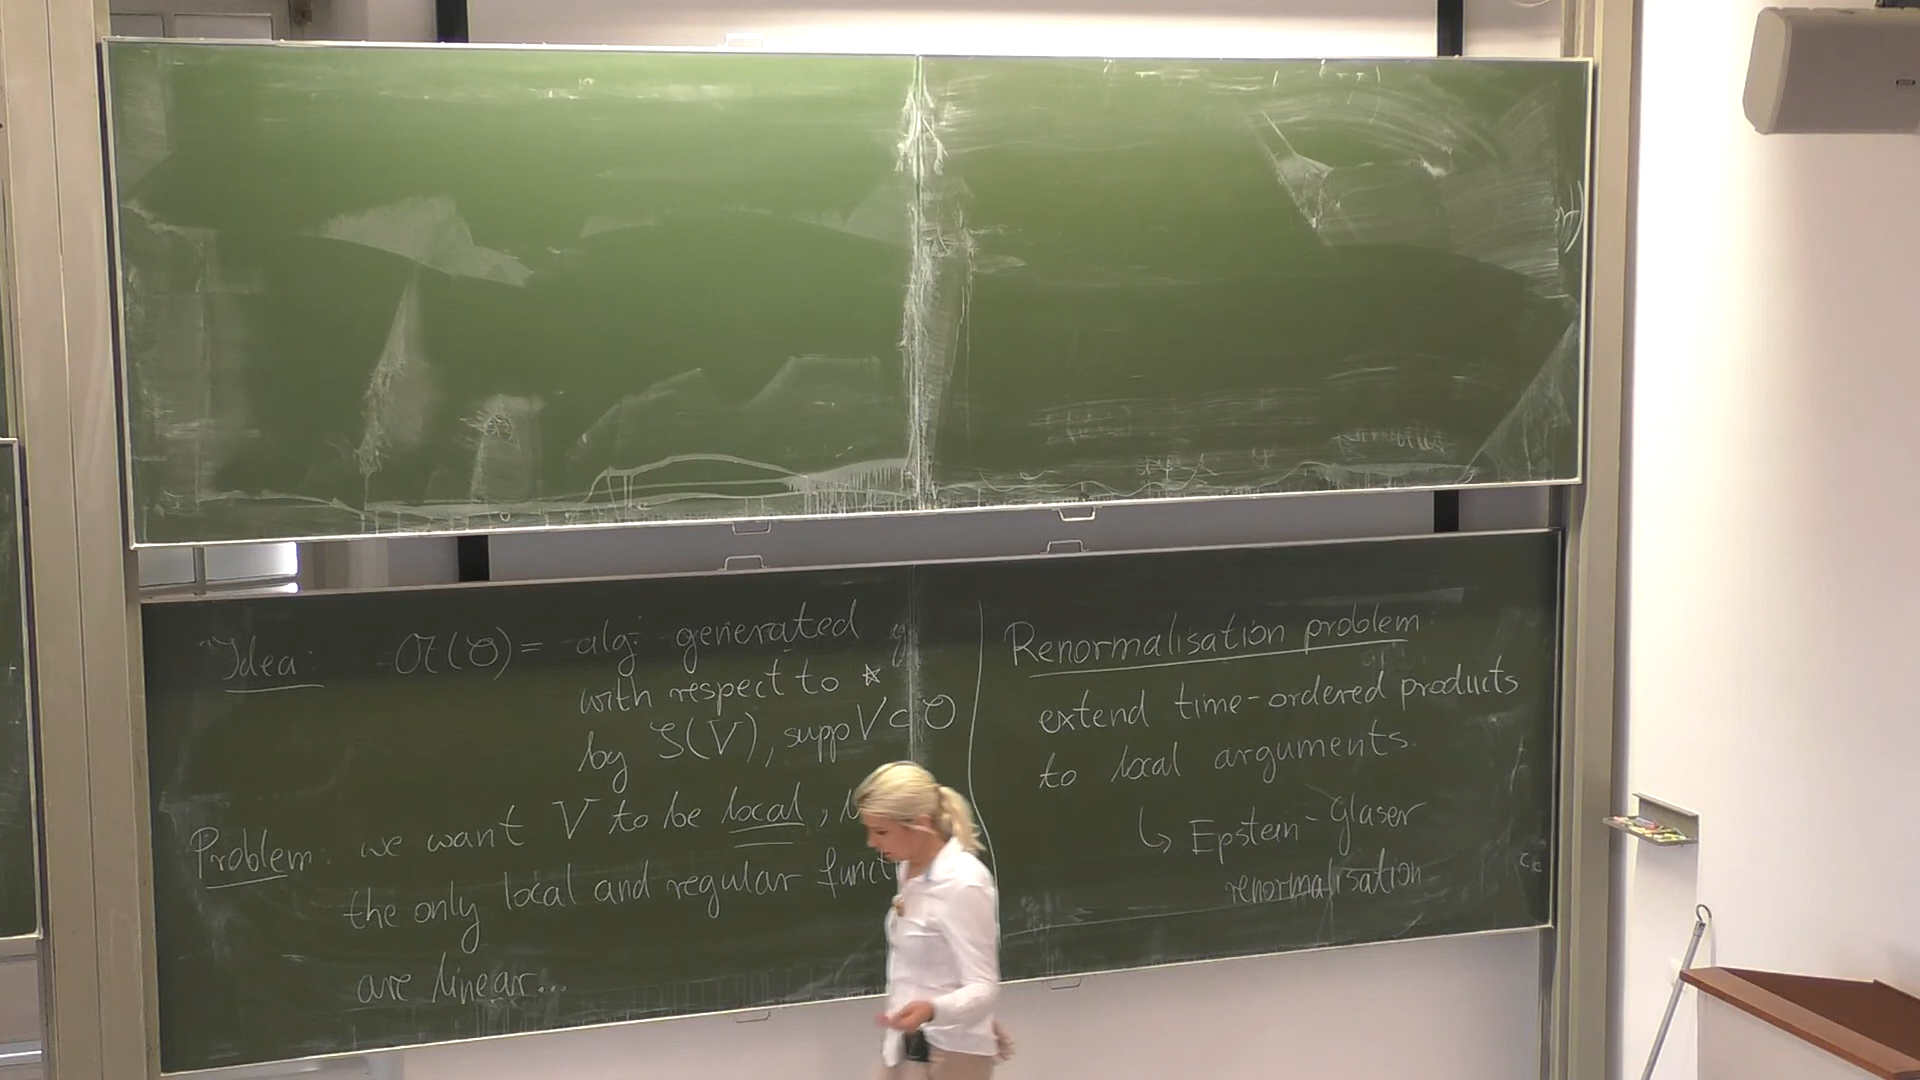 Idea: 𝔄(𝒪) = alg generated
with respect to ⋆
by S(V), supp V ⊂ 𝒪
Problem: we want V to be local,
the only local and regular funct
are linear...
Renormalisation problem:
extend time-ordered products
to local arguments.
↳ Epstein-Glaser
renormalisation